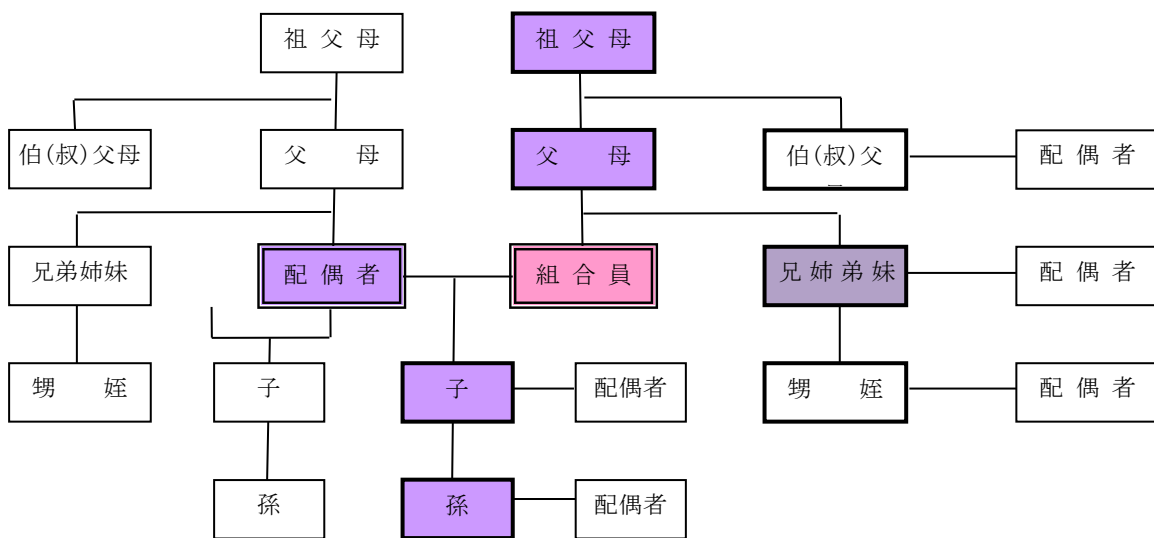 祖 父 母
祖 父 母
伯(叔)父母
父 母
父 母
伯(叔)父
配 偶 者
兄弟姉妹
配 偶 者
組 合 員
兄 姉 弟 妹
配 偶 者
甥 姪
子
子
配偶者
甥 姪
配 偶 者
孫
孫
配偶者